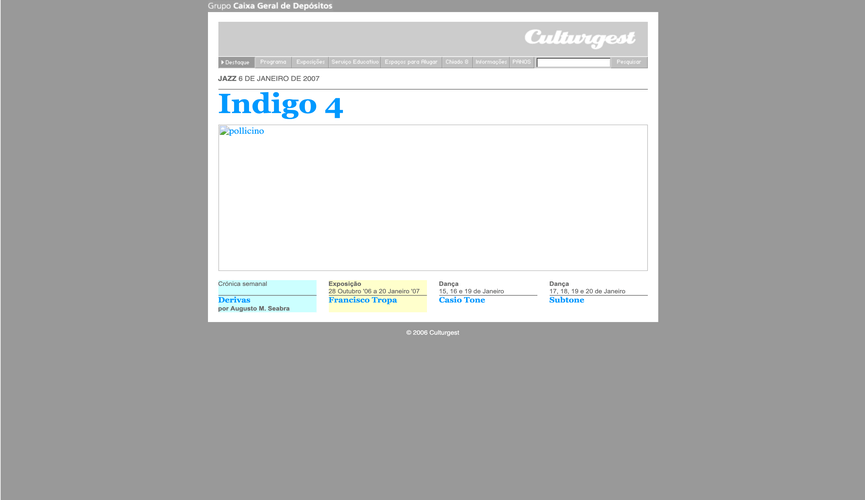 Grupo Caixa Geral de Depósitos
Culturgest
Destaque Programa Exposições Serviço Educativo Espaços para Alugar Chiado 8 Informações PANOS Pesquisar
JAZZ 6 DE JANEIRO DE 2007
Indigo 4
pollicino
Crónica semanal
Derivas
por Augusto M. Seabra
Exposição
28 Outubro '06 a 20 Janeiro '07
Francisco Tropa
Dança
15, 16 e 19 de Janeiro
Casio Tone
Dança
17, 18, 19 e 20 de Janeiro
Subtone
© 2006 Culturgest